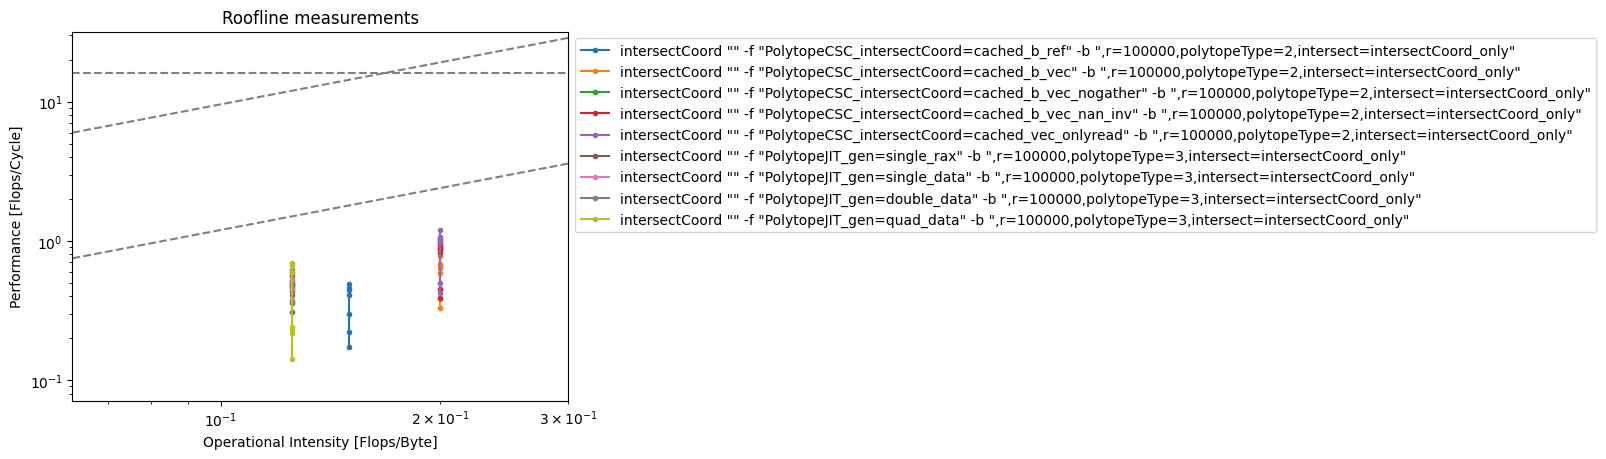 Roofline measurements
Performance [Flops/Cycle]
10^1
10^0
10^-1
10^-1
2 × 10^-1
3 × 10^-1
Operational Intensity [Flops/Byte]
intersectCoord "" -f "PolytopeCSC_intersectCoord=cached_b_ref" -b ",r=100000,polytopeType=2,intersect=intersectCoord_only"
intersectCoord "" -f "PolytopeCSC_intersectCoord=cached_b_vec" -b ",r=100000,polytopeType=2,intersect=intersectCoord_only"
intersectCoord "" -f "PolytopeCSC_intersectCoord=cached_b_vec_nogather" -b ",r=100000,polytopeType=2,intersect=intersectCoord_only"
intersectCoord "" -f "PolytopeCSC_intersectCoord=cached_b_vec_nan_inv" -b ",r=100000,polytopeType=2,intersect=intersectCoord_only"
intersectCoord "" -f "PolytopeCSC_intersectCoord=cached_vec_onlyread" -b ",r=100000,polytopeType=2,intersect=intersectCoord_only"
intersectCoord "" -f "PolytopeJIT_gen=single_rax" -b ",r=100000,polytopeType=3,intersect=intersectCoord_only"
intersectCoord "" -f "PolytopeJIT_gen=single_data" -b ",r=100000,polytopeType=3,intersect=intersectCoord_only"
intersectCoord "" -f "PolytopeJIT_gen=double_data" -b ",r=100000,polytopeType=3,intersect=intersectCoord_only"
intersectCoord "" -f "PolytopeJIT_gen=quad_data" -b ",r=100000,polytopeType=3,intersect=intersectCoord_only"